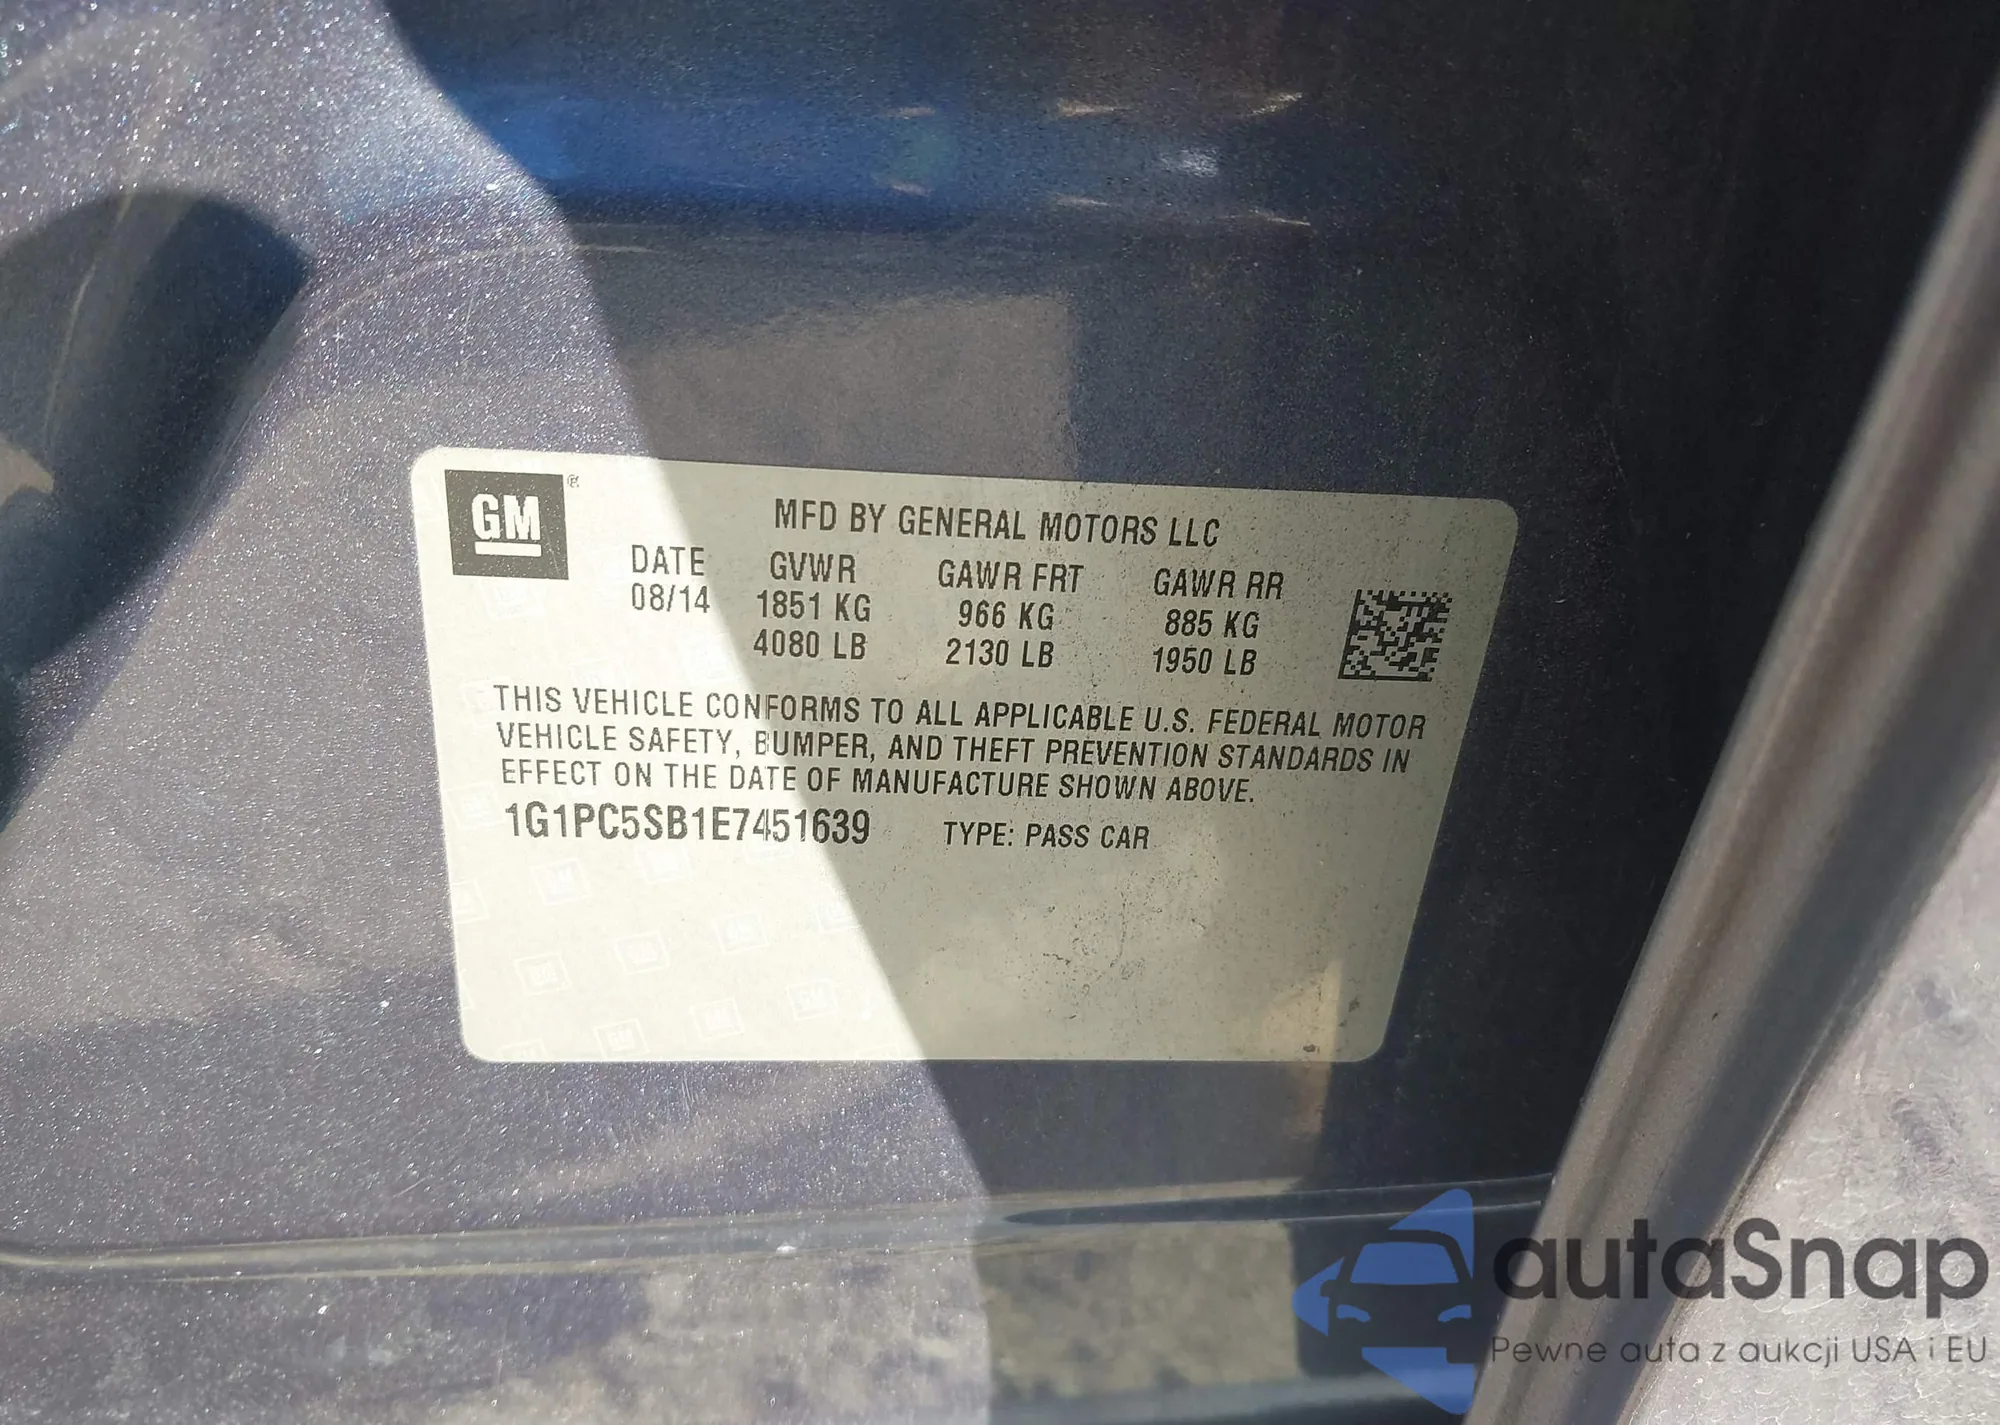 GM ®
MFD BY GENERAL MOTORS LLC
DATE GVWR GAWR FRT GAWR RR
08/14 1851 KG 966 KG 885 KG
4080 LB 2130 LB 1950 LB
THIS VEHICLE CONFORMS TO ALL APPLICABLE U.S. FEDERAL MOTOR
VEHICLE SAFETY, BUMPER, AND THEFT PREVENTION STANDARDS IN
EFFECT ON THE DATE OF MANUFACTURE SHOWN ABOVE.
1G1PC5SB1E7451639 TYPE: PASS CAR
autaSnap
Pewne auta z aukcji USA i EU